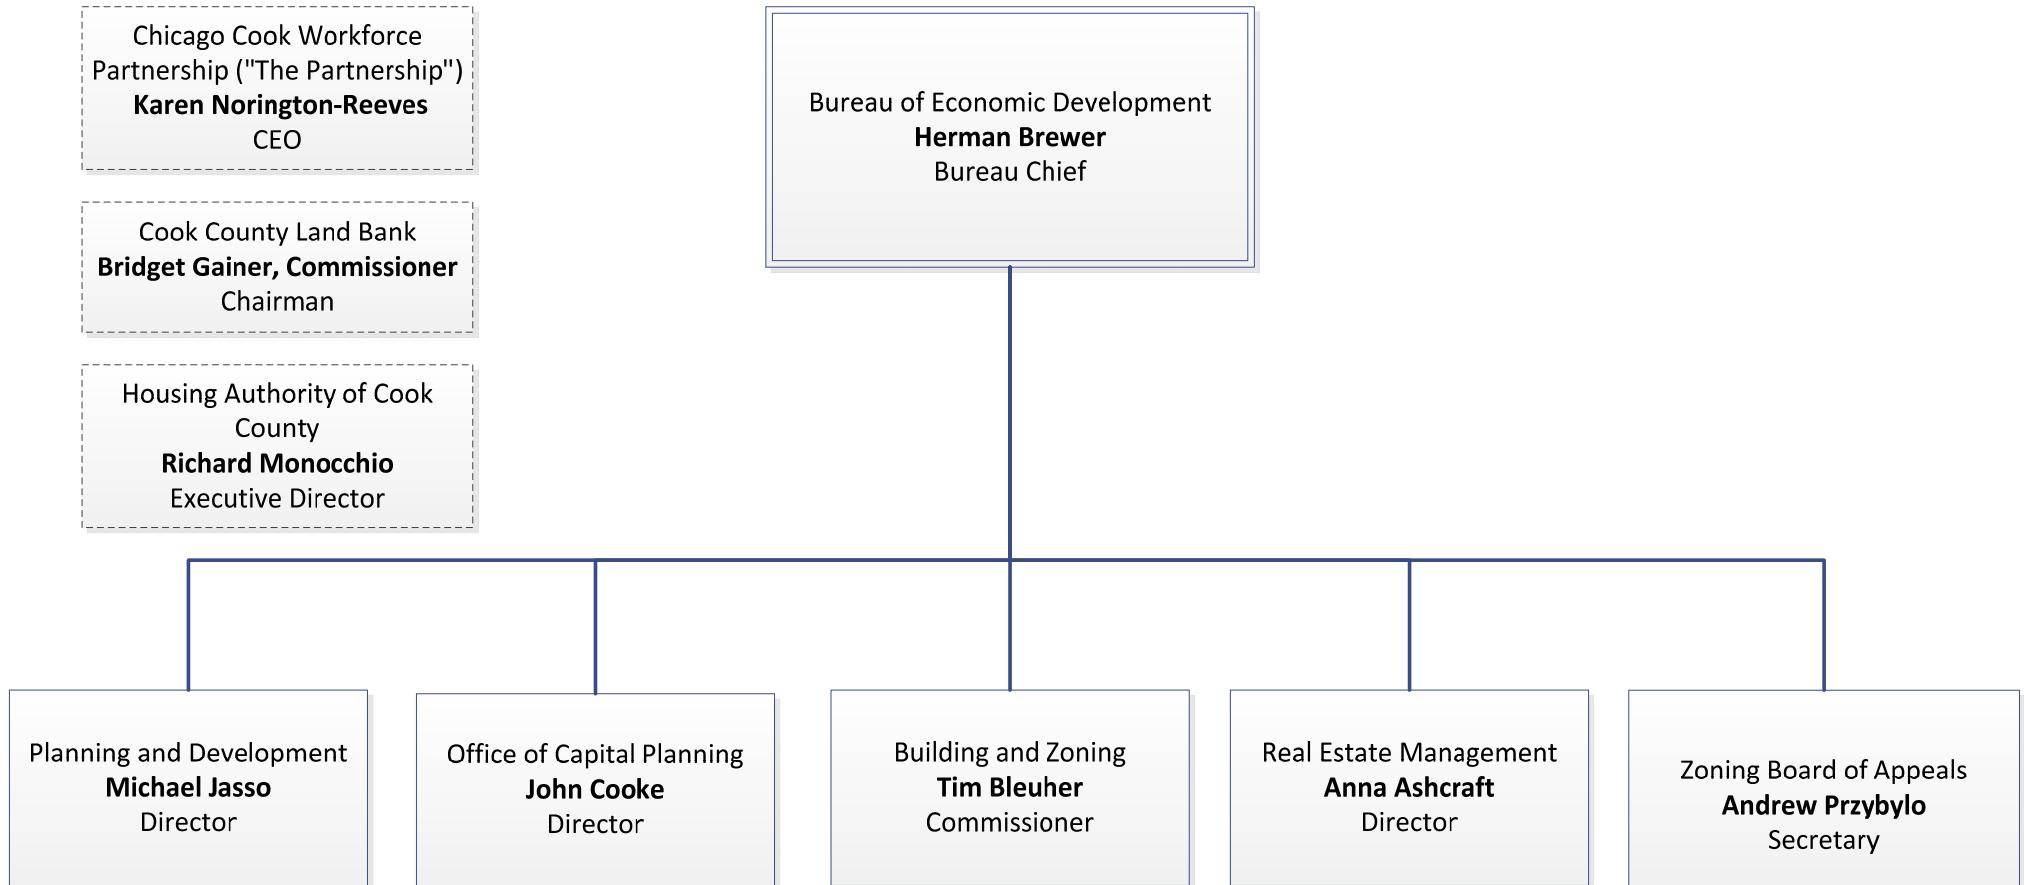 Chicago Cook Workforce
Partnership ("The Partnership")
Karen Norington-Reeves
CEO
Bureau of Economic Development
Herman Brewer
Bureau Chief
Cook County Land Bank
Bridget Gainer, Commissioner
Chairman
Housing Authority of Cook
County
Richard Monocchio
Executive Director
Planning and Development
Michael Jasso
Director
Office of Capital Planning
John Cooke
Director
Building and Zoning
Tim Bleuher
Commissioner
Real Estate Management
Anna Ashcraft
Director
Zoning Board of Appeals
Andrew Przybylo
Secretary